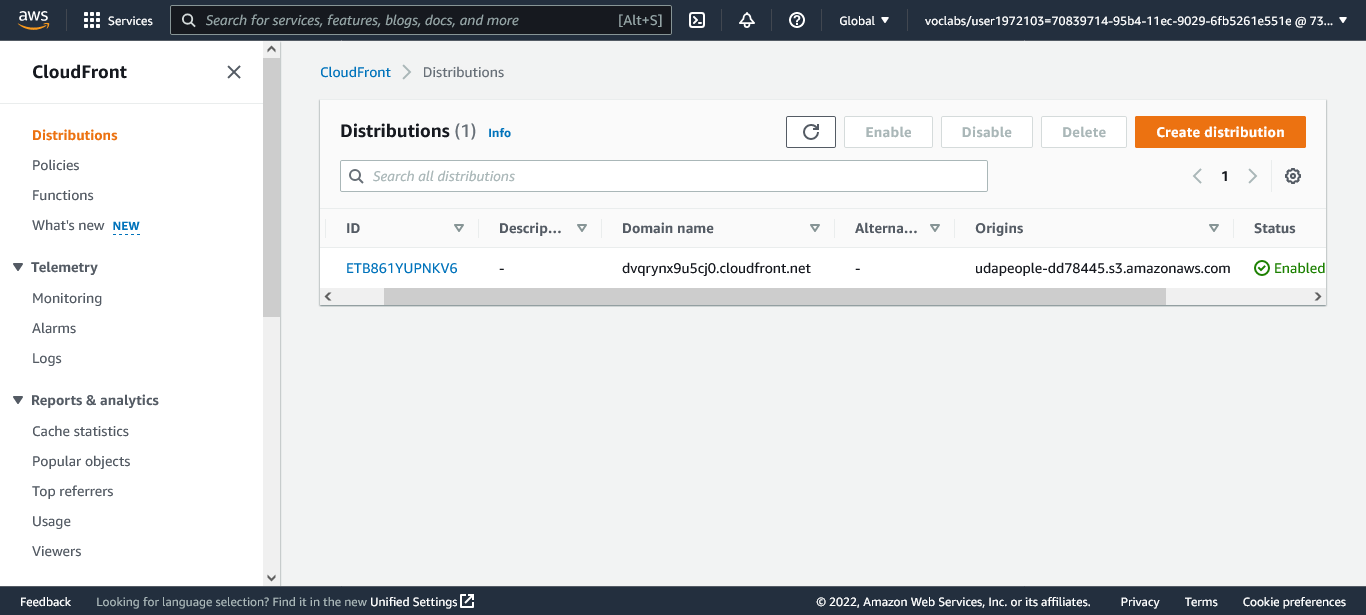 aws Services Search for services, features, blogs, docs, and more [Alt+S] Global voclabs/user1972103=70839714-95b4-11ec-9029-6fb5261e551e @ 73...
CloudFront
Distributions
Policies
Functions
What's new NEW
Telemetry
Monitoring
Alarms
Logs
Reports & analytics
Cache statistics
Popular objects
Top referrers
Usage
Viewers
CloudFront Distributions
Distributions (1) Info Enable Disable Delete Create distribution
Search all distributions 1
ID Descrip... Domain name Alterna... Origins Status
ETB861YUPNKV6 - dvqrynx9u5cj0.cloudfront.net - udapeople-dd78445.s3.amazonaws.com Enabled
Feedback Looking for language selection? Find it in the new Unified Settings © 2022, Amazon Web Services, Inc. or its affiliates. Privacy Terms Cookie preferences